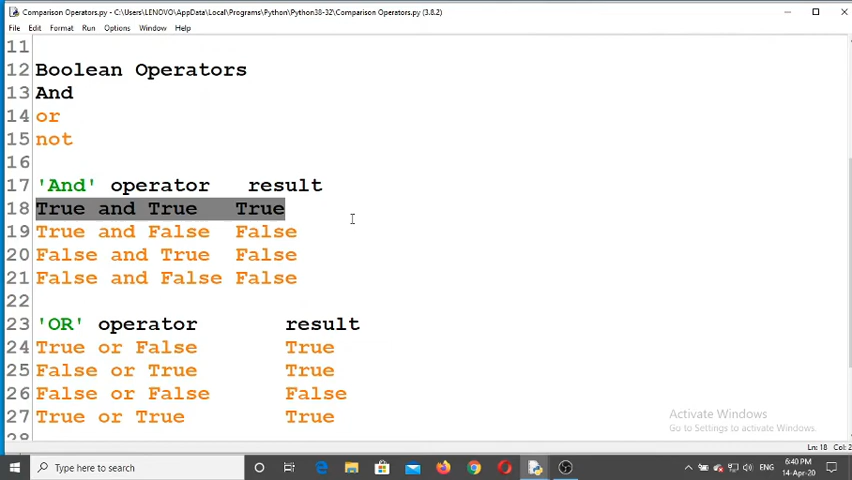 Comparison Operators.py - C:\Users\LENOVO\AppData\Local\Programs\Python\Python38-32\Comparison Operators.py (3.8.2)
File Edit Format Run Options Window Help
11
12 Boolean Operators
13 And
14 or
15 not
16
17 'And' operator result
18 True and True True
19 True and False False
20 False and True False
21 False and False False
22
23 'OR' operator result
24 True or False True
25 False or True True
26 False or False False
27 True or True True
28
Activate Windows
Go to Settings to activate Windows.
Ln: 18 Col: 2
Type here to search
ENG
6:40 PM
14-Apr-20